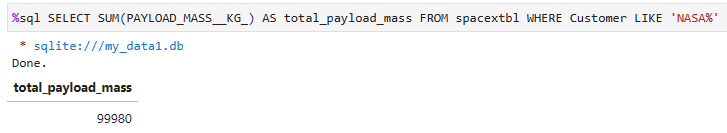 %sql SELECT SUM(PAYLOAD_MASS__KG_) AS total_payload_mass FROM spacextbl WHERE Customer LIKE 'NASA%'
* sqlite:///my_data1.db
Done.
total_payload_mass
99980